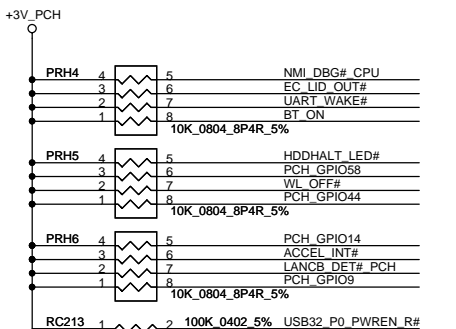 +3V_PCH
PRH4 4 5 NMI_DBG#_CPU
3 6 EC_LID_OUT#
2 7 UART_WAKE#
1 8 BT_ON
10K_0804_8P4R_5%
PRH5 4 5 HDDHALT_LED#
3 6 PCH_GPIO58
2 7 WL_OFF#
1 8 PCH_GPIO44
10K_0804_8P4R_5%
PRH6 4 5 PCH_GPIO14
3 6 ACCEL_INT#
2 7 LANCB_DET#_PCH
1 8 PCH_GPIO9
10K_0804_8P4R_5%
RC213 1 2 100K_0402_5% USB32_P0_PWREN_R#